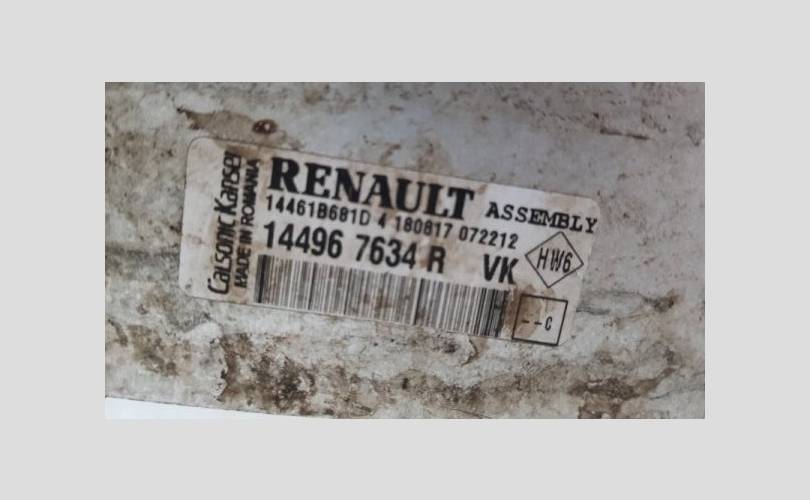 Calsonic Kansei
MADE IN ROMANIA
RENAULT ASSEMBLY
14461B681D 4 180817 072212
14496 7634 R VK
HW6
--C